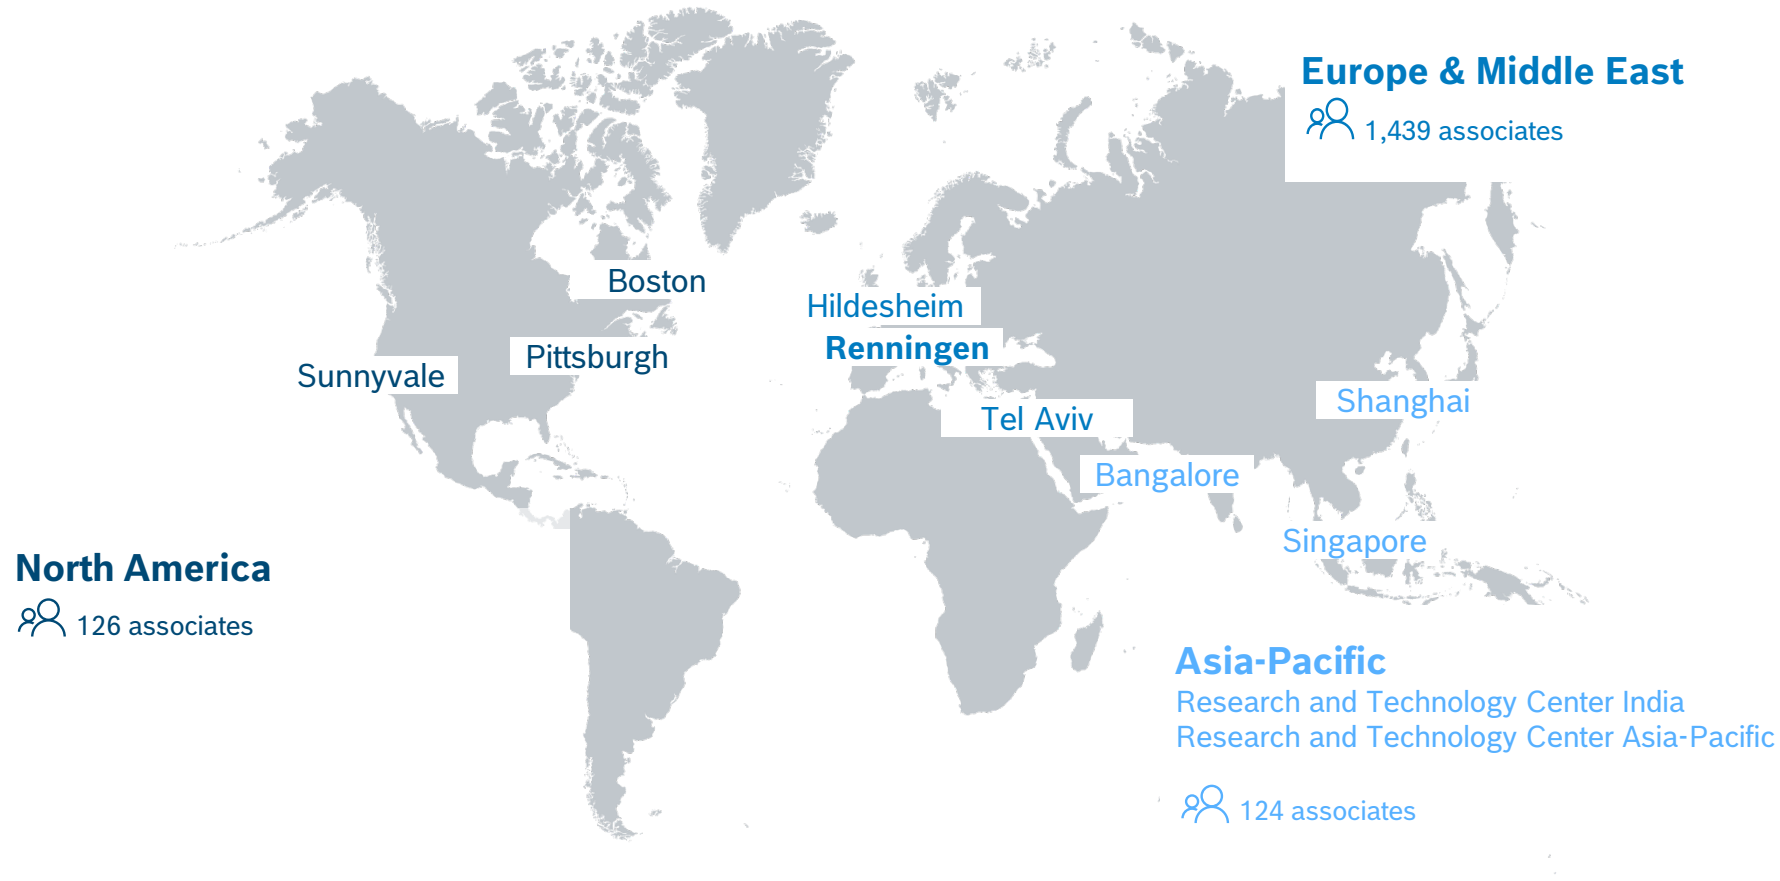 Europe & Middle East
1,439 associates
Boston
Hildesheim
Renningen
Pittsburgh
Sunnyvale
Shanghai
Tel Aviv
Bangalore
Singapore
North America
126 associates
Asia-Pacific
Research and Technology Center India
Research and Technology Center Asia-Pacific
124 associates